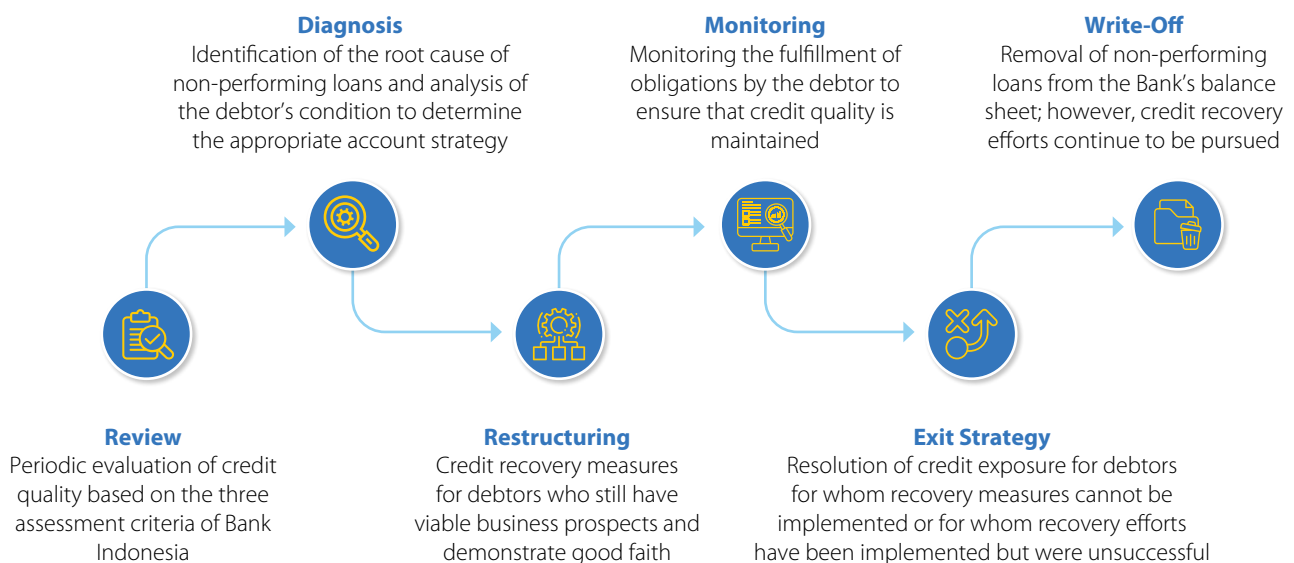 Diagnosis
Identification of the root cause of
non-performing loans and analysis of
the debtor's condition to determine
the appropriate account strategy
Monitoring
Monitoring the fulfillment of
obligations by the debtor to
ensure that credit quality is
maintained
Write-Off
Removal of non-performing
loans from the Bank's balance
sheet; however, credit recovery
efforts continue to be pursued
Review
Periodic evaluation of credit
quality based on the three
assessment criteria of Bank
Indonesia
Restructuring
Credit recovery measures
for debtors who still have
viable business prospects and
demonstrate good faith
Exit Strategy
Resolution of credit exposure for debtors
for whom recovery measures cannot be
implemented or for whom recovery efforts
have been implemented but were unsuccessful